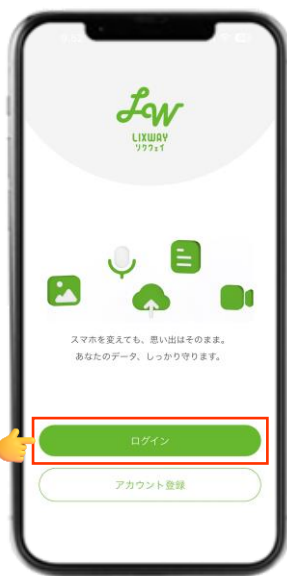 LW
LIXWAY
リクウェイ
スマホを変えても、思い出はそのまま。
あなたのデータ、しっかり守ります。
ログイン
アカウント登録